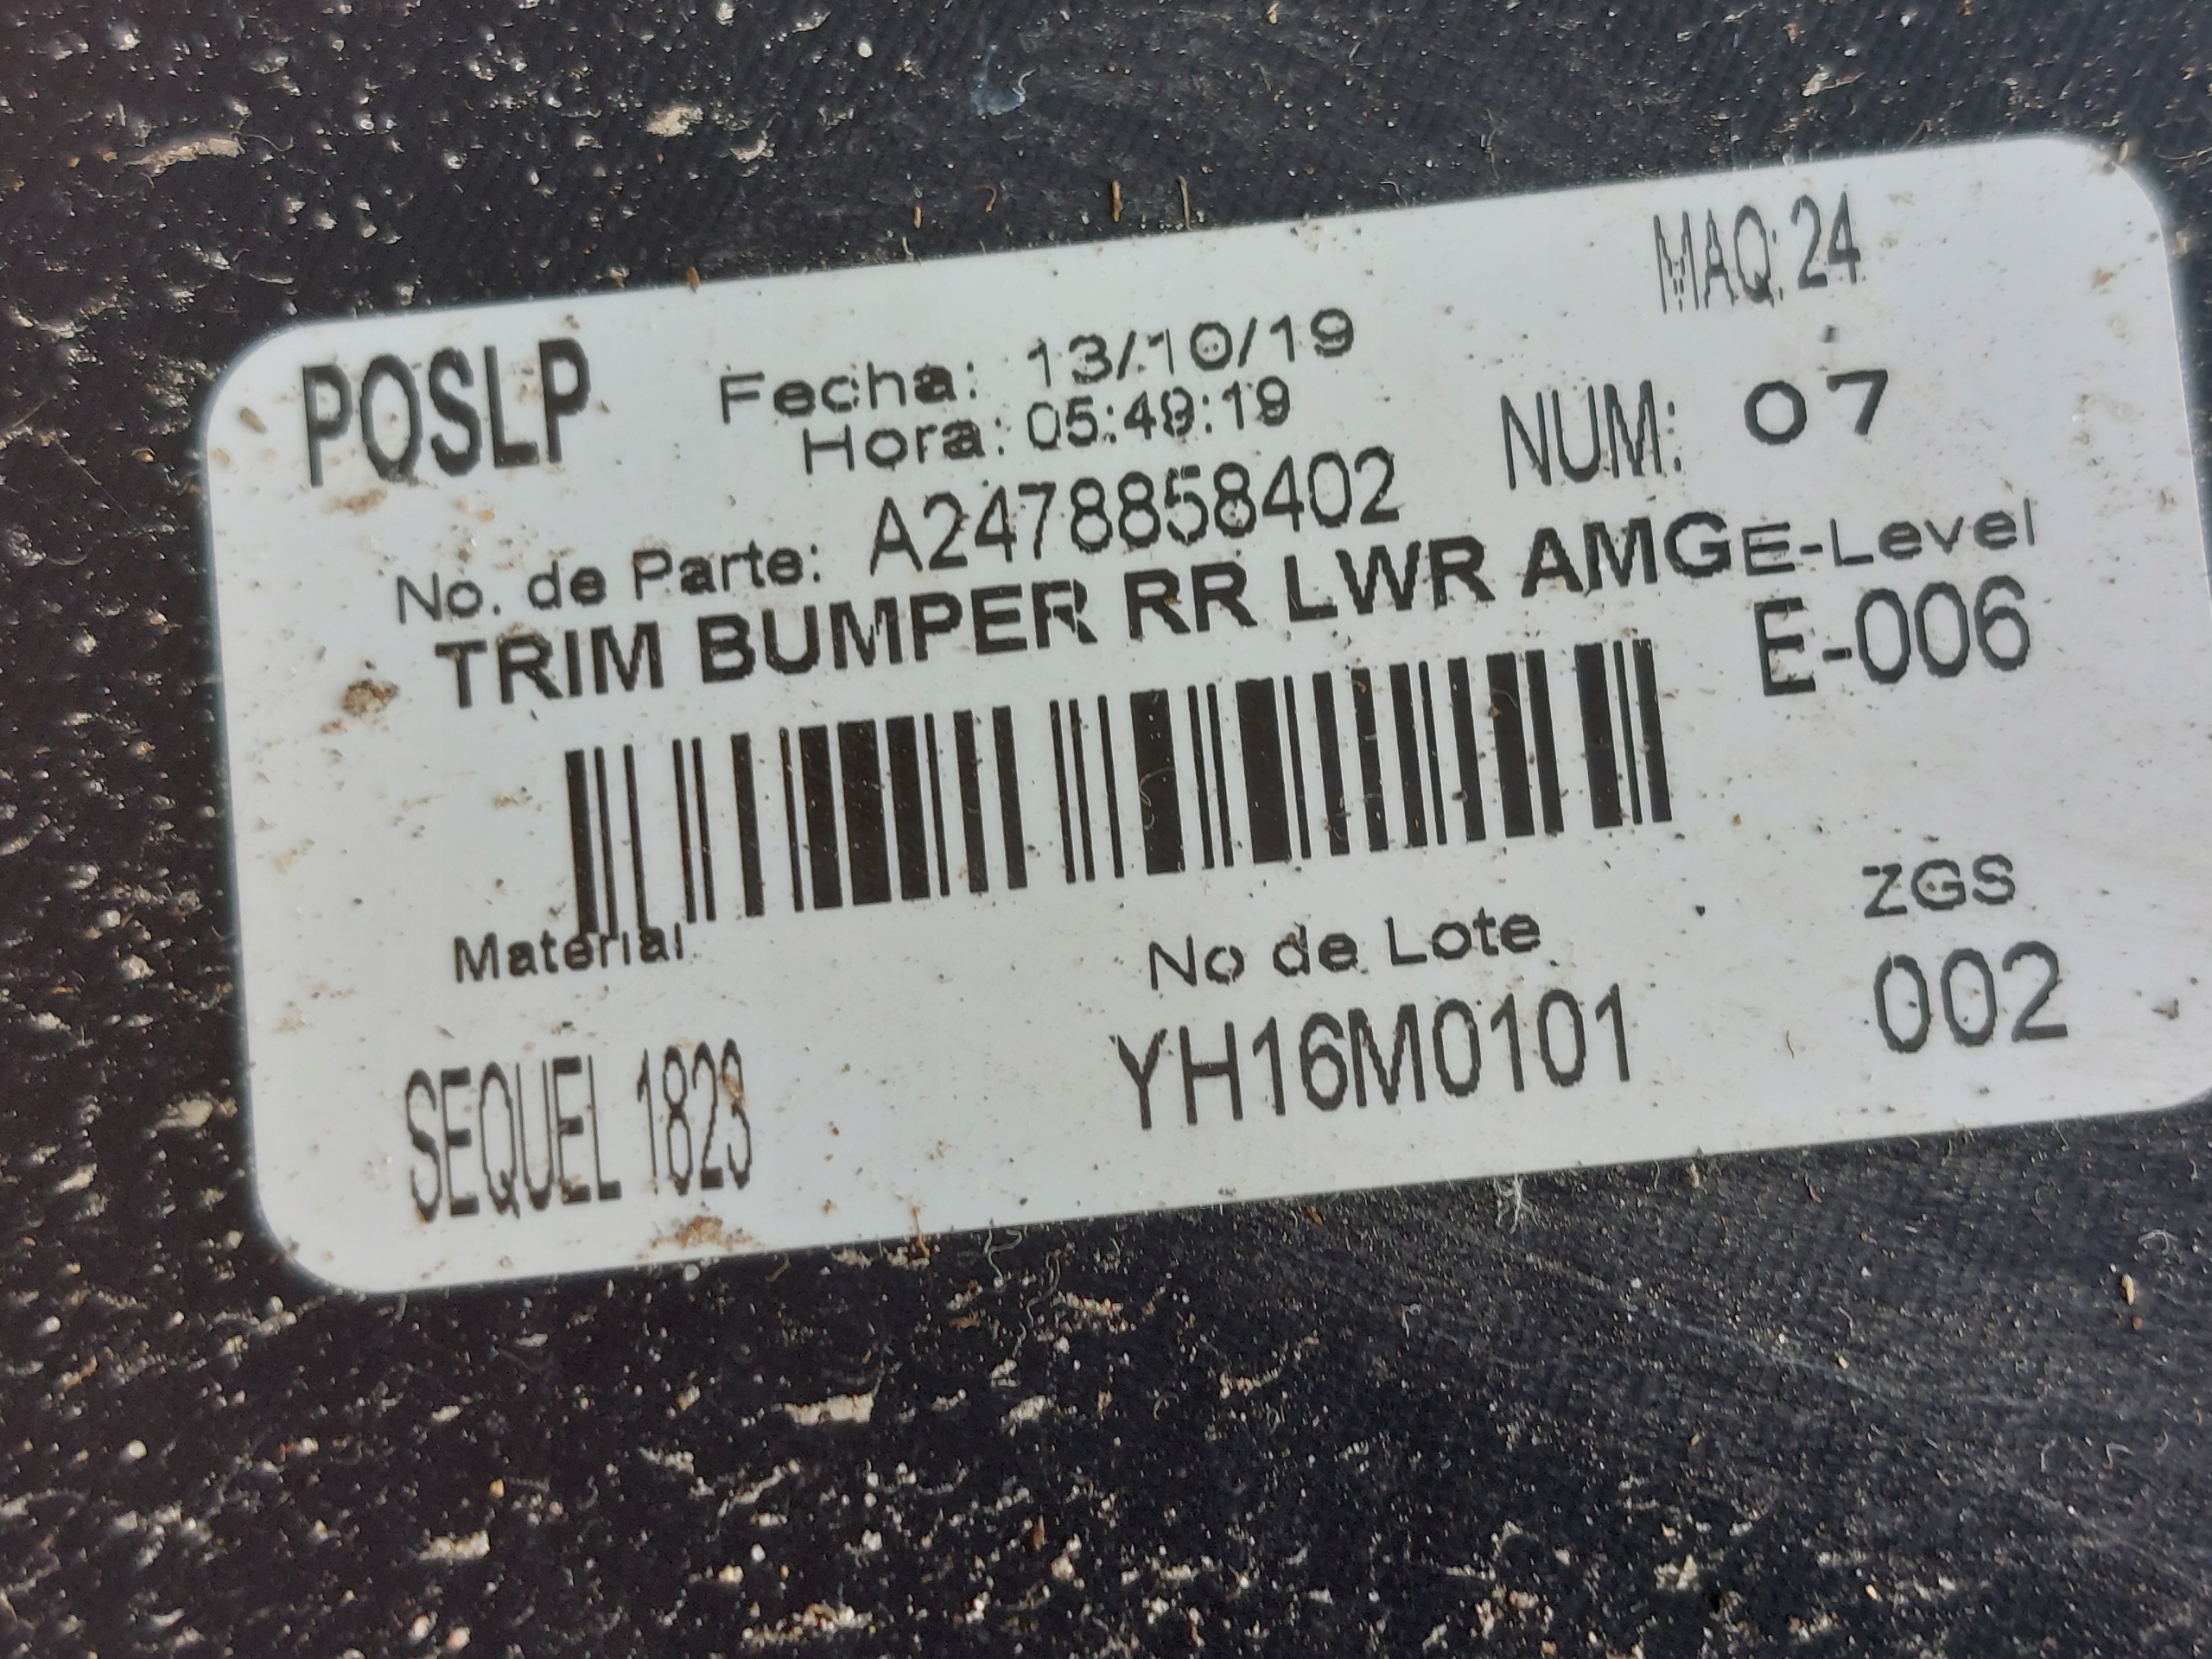 MAQ: 24
POSLP Fecha: 13/10/19
Hora: 05:49:19 NUM: 07
No. de Parte: A2478858402
TRIM BUMPER RR LWR AMG E-Level
E-006
Material No de Lote ZGS
SEQUEL 1823 YH16M0101 002